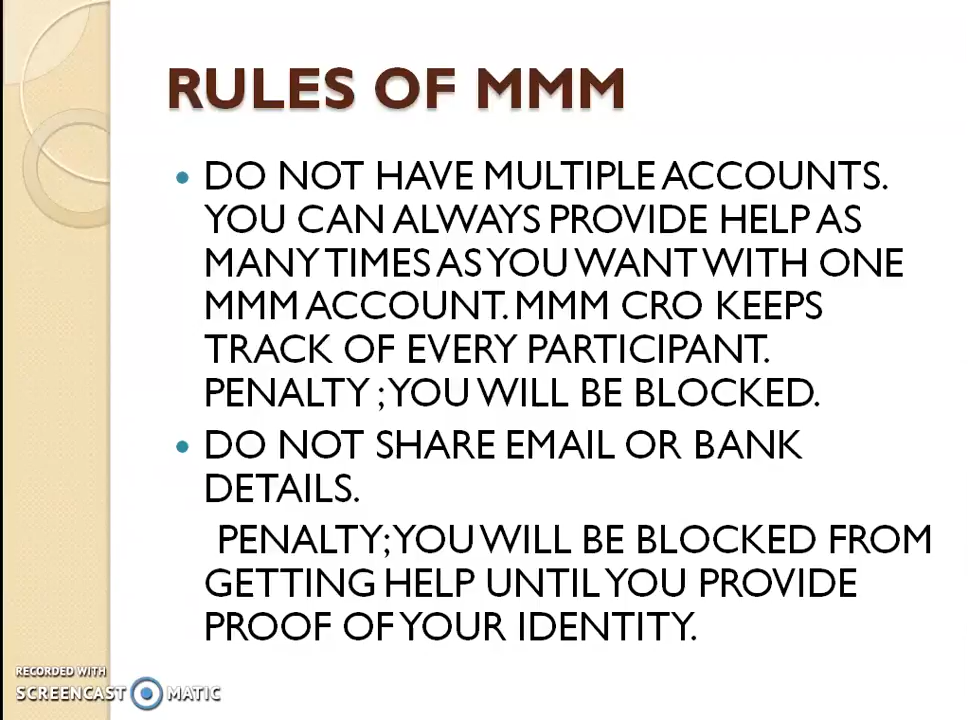 RULES OF MMM
• DO NOT HAVE MULTIPLE ACCOUNTS.
YOU CAN ALWAYS PROVIDE HELP AS
MANY TIMES AS YOU WANT WITH ONE
MMM ACCOUNT. MMM CRO KEEPS
TRACK OF EVERY PARTICIPANT.
PENALTY ; YOU WILL BE BLOCKED.
• DO NOT SHARE EMAIL OR BANK
DETAILS.
PENALTY; YOU WILL BE BLOCKED FROM
GETTING HELP UNTIL YOU PROVIDE
PROOF OF YOUR IDENTITY.
RECORDED WITH
SCREENCAST MATIC